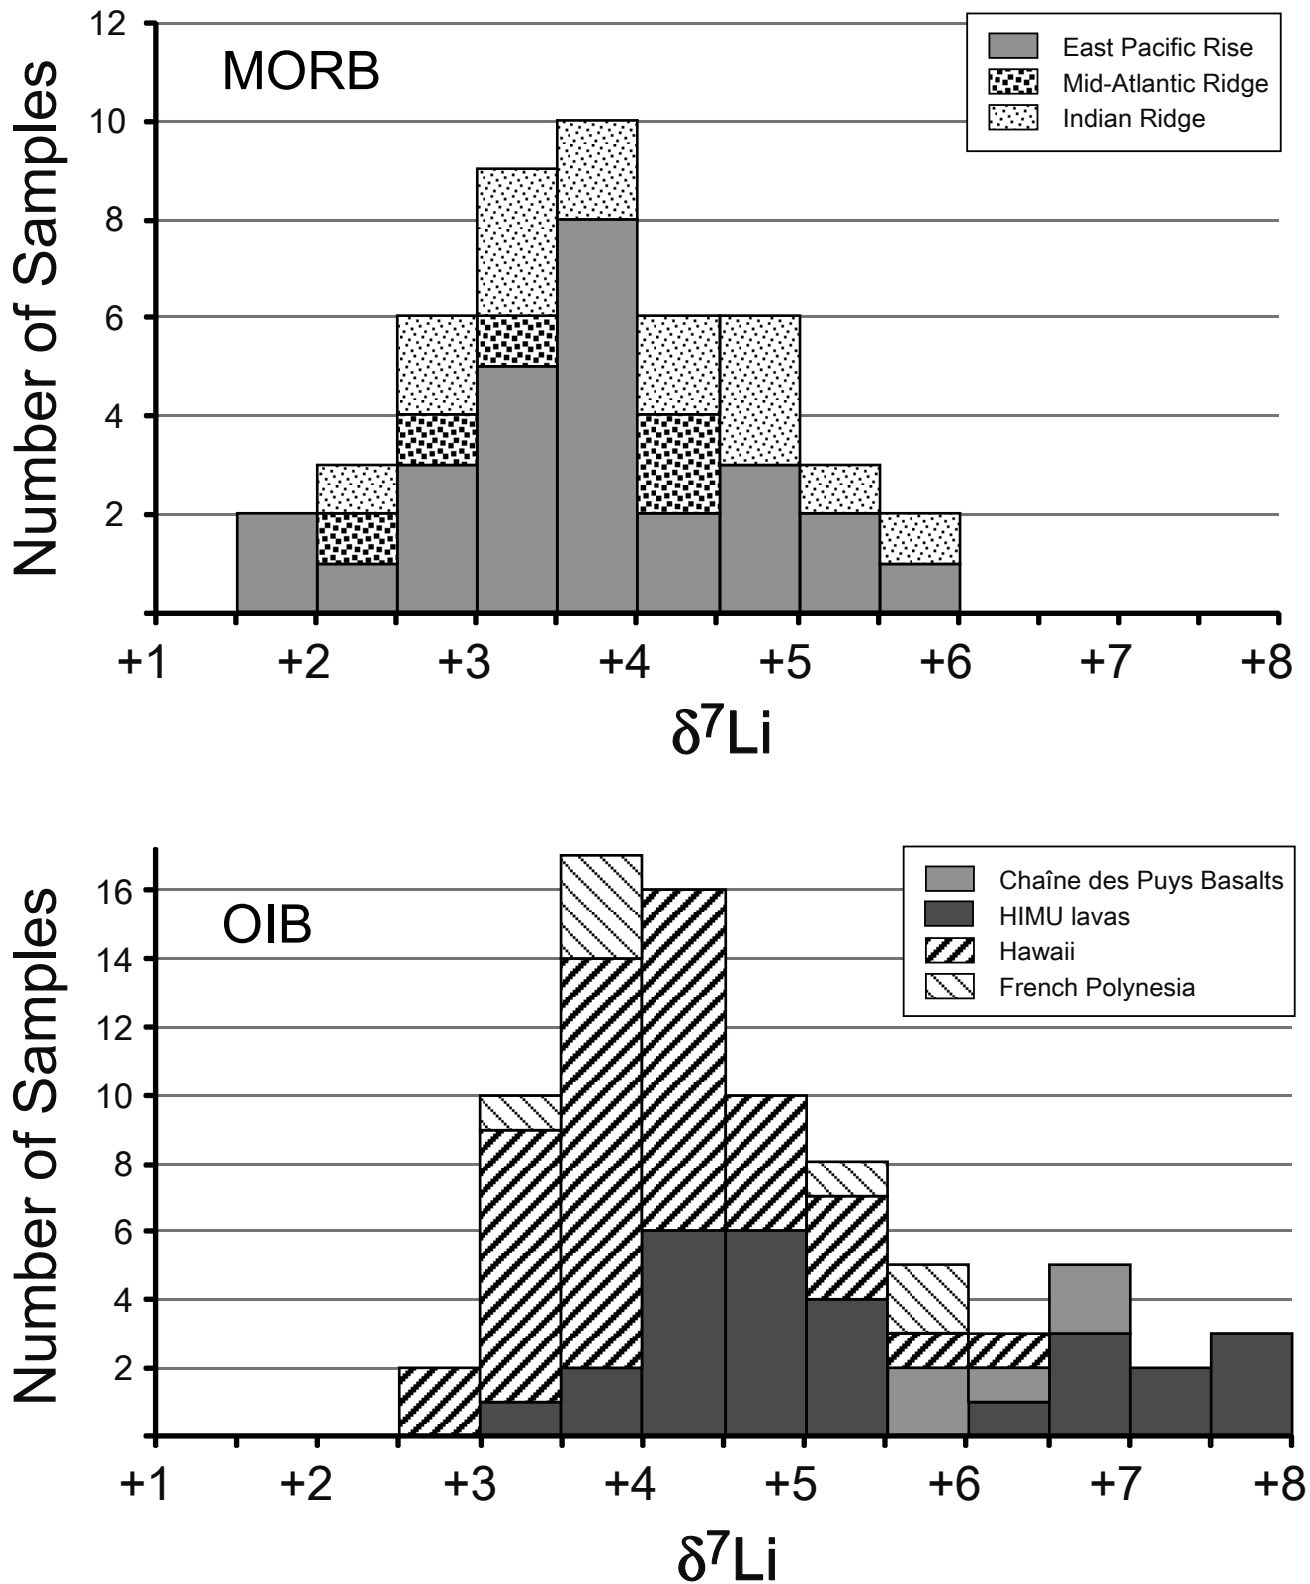 MORB
East Pacific Rise
Mid-Atlantic Ridge
Indian Ridge
Number of Samples
12
10
8
6
4
2
+1 +2 +3 +4 +5 +6 +7 +8
δ⁷Li
OIB
Chaîne des Puys Basalts
HIMU lavas
Hawaii
French Polynesia
Number of Samples
16
14
12
10
8
6
4
2
+1 +2 +3 +4 +5 +6 +7 +8
δ⁷Li